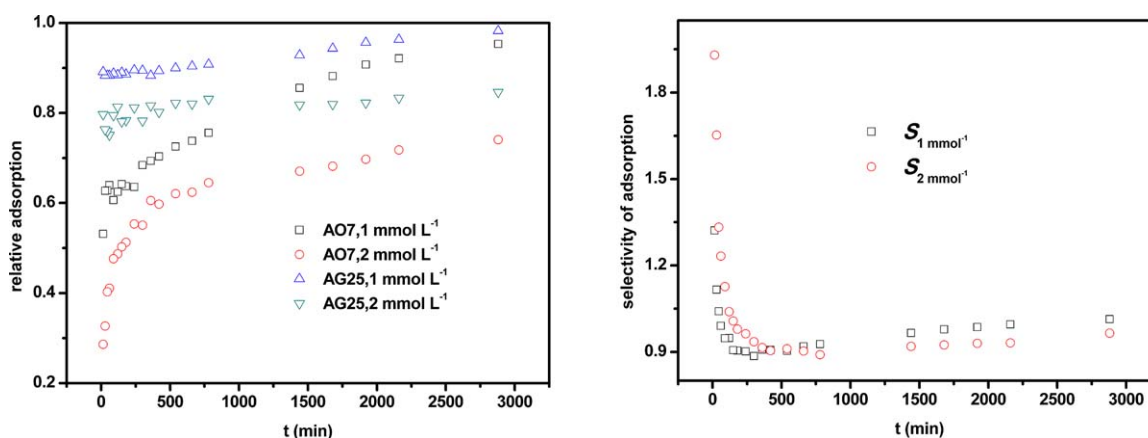 1.0
0.8
0.6
0.4
0.2
relative adsorption
0 500 1000 1500 2000 2500 3000
t (min)
AO7,1 mmol L⁻¹
AO7,2 mmol L⁻¹
AG25,1 mmol L⁻¹
AG25,2 mmol L⁻¹
1.8
1.5
1.2
0.9
selectivity of adsorption
0 500 1000 1500 2000 2500 3000
t (min)
S₁ mmol⁻¹
S₂ mmol⁻¹